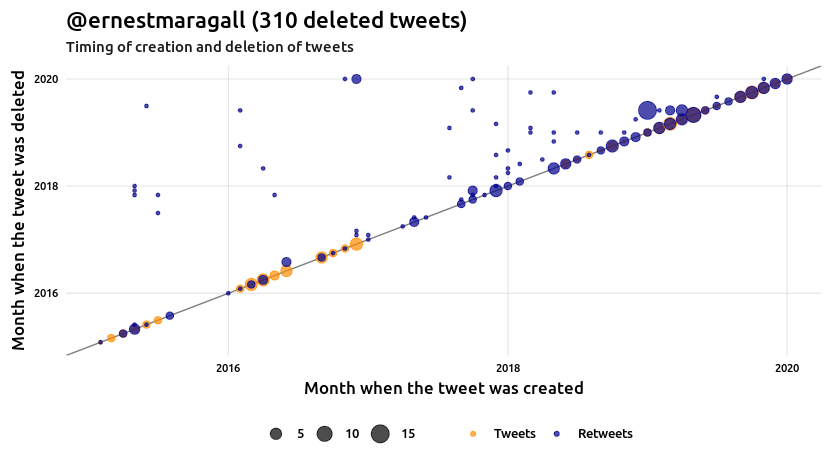 @ernestmaragall (310 deleted tweets)
Timing of creation and deletion of tweets
Month when the tweet was deleted
2020
2018
2016
2016 2018 2020
Month when the tweet was created
5 10 15 Tweets Retweets